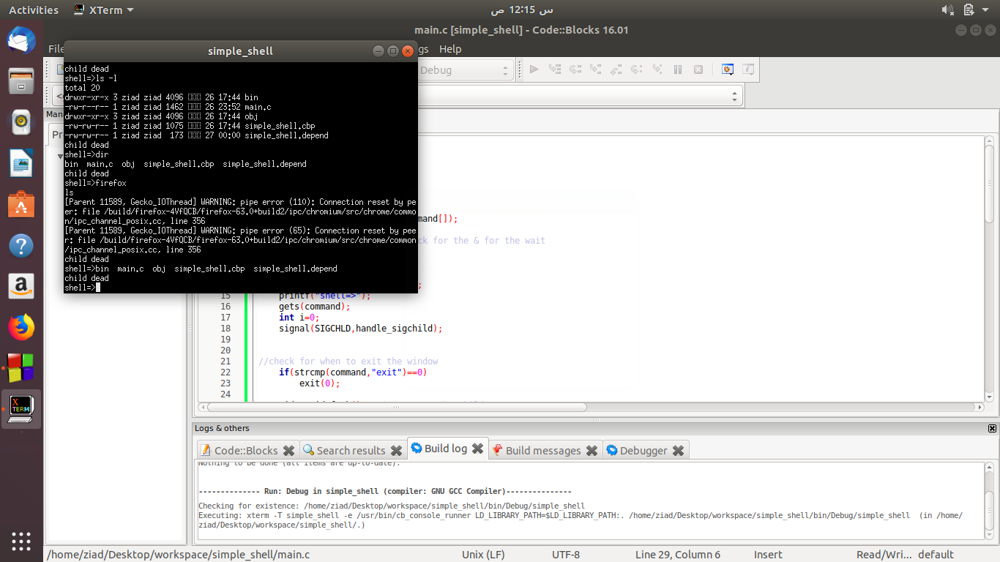 Activities
XTerm
س 12:15 ص
main.c [simple_shell] - Code::Blocks 16.01
File
gs Help
simple_shell
child dead
shell=>ls -l
total 20
drwxr-xr-x 3 ziad ziad 4096 26 17:44 bin
-rw-r--r-- 1 ziad ziad 1462 26 23:52 main.c
drwxr-xr-x 3 ziad ziad 4096 26 17:44 obj
-rw-rw-r-- 1 ziad ziad 1075 26 17:44 simple_shell.cbp
-rw-rw-r-- 1 ziad ziad 173 27 00:00 simple_shell.depend
child dead
shell=>dir
bin main.c obj simple_shell.cbp simple_shell.depend
child dead
shell=>firefox
ls
[Parent 11589, Gecko_IOThread] WARNING: pipe error (110): Connection reset by pe
er: file /build/firefox-4VfQCB/firefox-63.0+build2/ipc/chromium/src/chrome/commo
n/ipc_channel_posix.cc, line 356
[Parent 11589, Gecko_IOThread] WARNING: pipe error (65): Connection reset by pee
r: file /build/firefox-4VfQCB/firefox-63.0+build2/ipc/chromium/src/chrome/common
/ipc_channel_posix.cc, line 356
child dead
shell=>bin main.c obj simple_shell.cbp simple_shell.depend
child dead
shell=>
Debug
<
Man
Pr
mand[]);
ck for the & for the wait
;
15 printf("shell=>");
16 gets(command);
17 int i=0;
18 signal(SIGCHLD,handle_sigchild);
19
20
21 //check for when to exit the window
22 if(strcmp(command,"exit")==0)
23 exit(0);
24
Logs & others
Code::Blocks
Search results
Build log
Build messages
Debugger
Nothing to be done (all items are up-to-date).
-------------- Run: Debug in simple_shell (compiler: GNU GCC Compiler)---------------
Checking for existence: /home/ziad/Desktop/workspace/simple_shell/bin/Debug/simple_shell
Executing: xterm -T simple_shell -e /usr/bin/cb_console_runner LD_LIBRARY_PATH=$LD_LIBRARY_PATH:. /home/ziad/Desktop/workspace/simple_shell/bin/Debug/simple_shell (in /home/
ziad/Desktop/workspace/simple_shell/.)
/home/ziad/Desktop/workspace/simple_shell/main.c
Unix (LF)
UTF-8
Line 29, Column 6
Insert
Read/Wri...
default